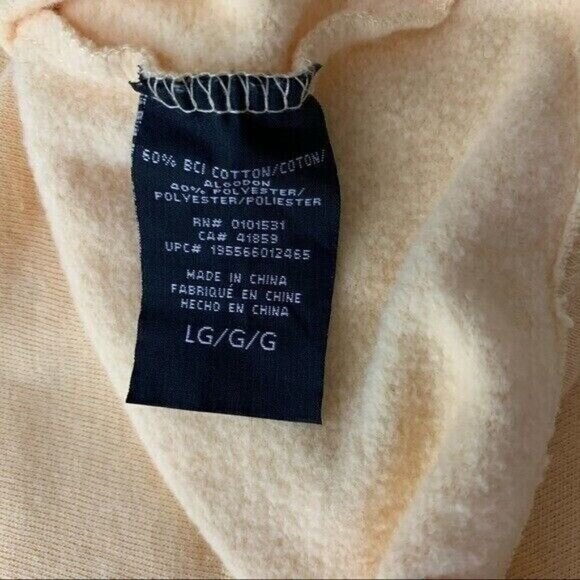 60% BCI COTTON/COTON/
ALGODON
40% POLYESTER/
POLYESTER/POLIESTER
RN# 0101531
CA# 41859
UPC# 195566012465
MADE IN CHINA
FABRIQUÉ EN CHINE
HECHO EN CHINA
LG/G/G